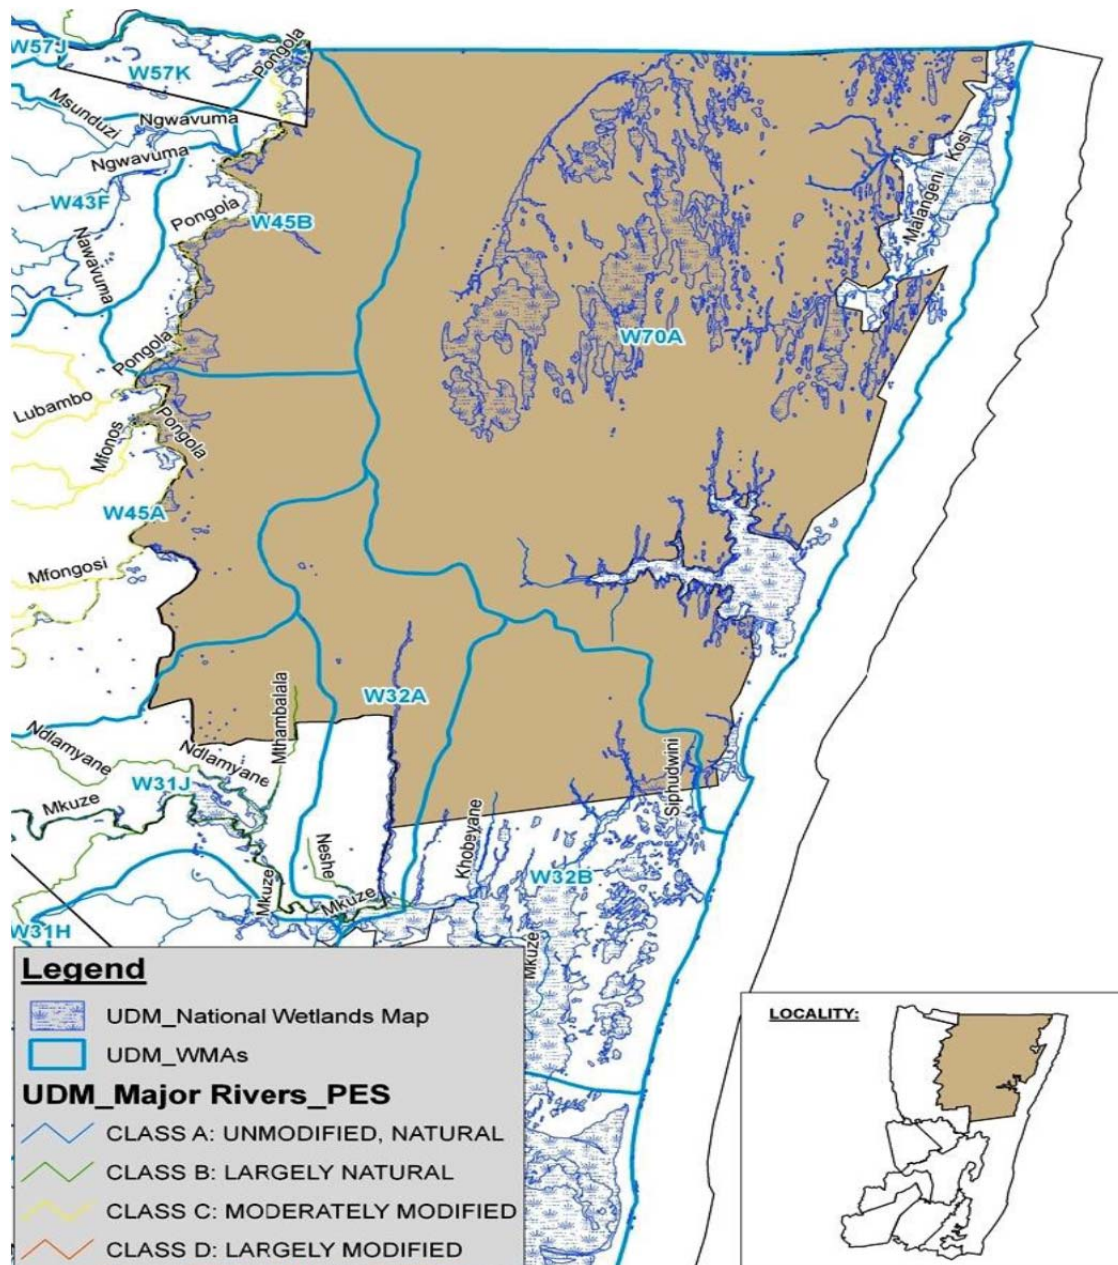 W57J
W57K
Pongola
Msunduzi
Ngwavuma
Ngwavuma
W43F
Pongola
W45B
Nawavuma
Malangeni
Kosi
W70A
Pongola
Lubambo
Mfonos
Pongola
W45A
Mfongosi
W32A
Mthambalala
Ndlamyane
Ndlamyane
W31J
Mkuze
Siphudwini
Khobeyane
Neshe
W32B
Mkuze
Mkuze
W31H
Mkuze
Legend
UDM_National Wetlands Map
UDM_WMAs
UDM_Major Rivers_PES
CLASS A: UNMODIFIED, NATURAL
CLASS B: LARGELY NATURAL
CLASS C: MODERATELY MODIFIED
CLASS D: LARGELY MODIFIED
LOCALITY: